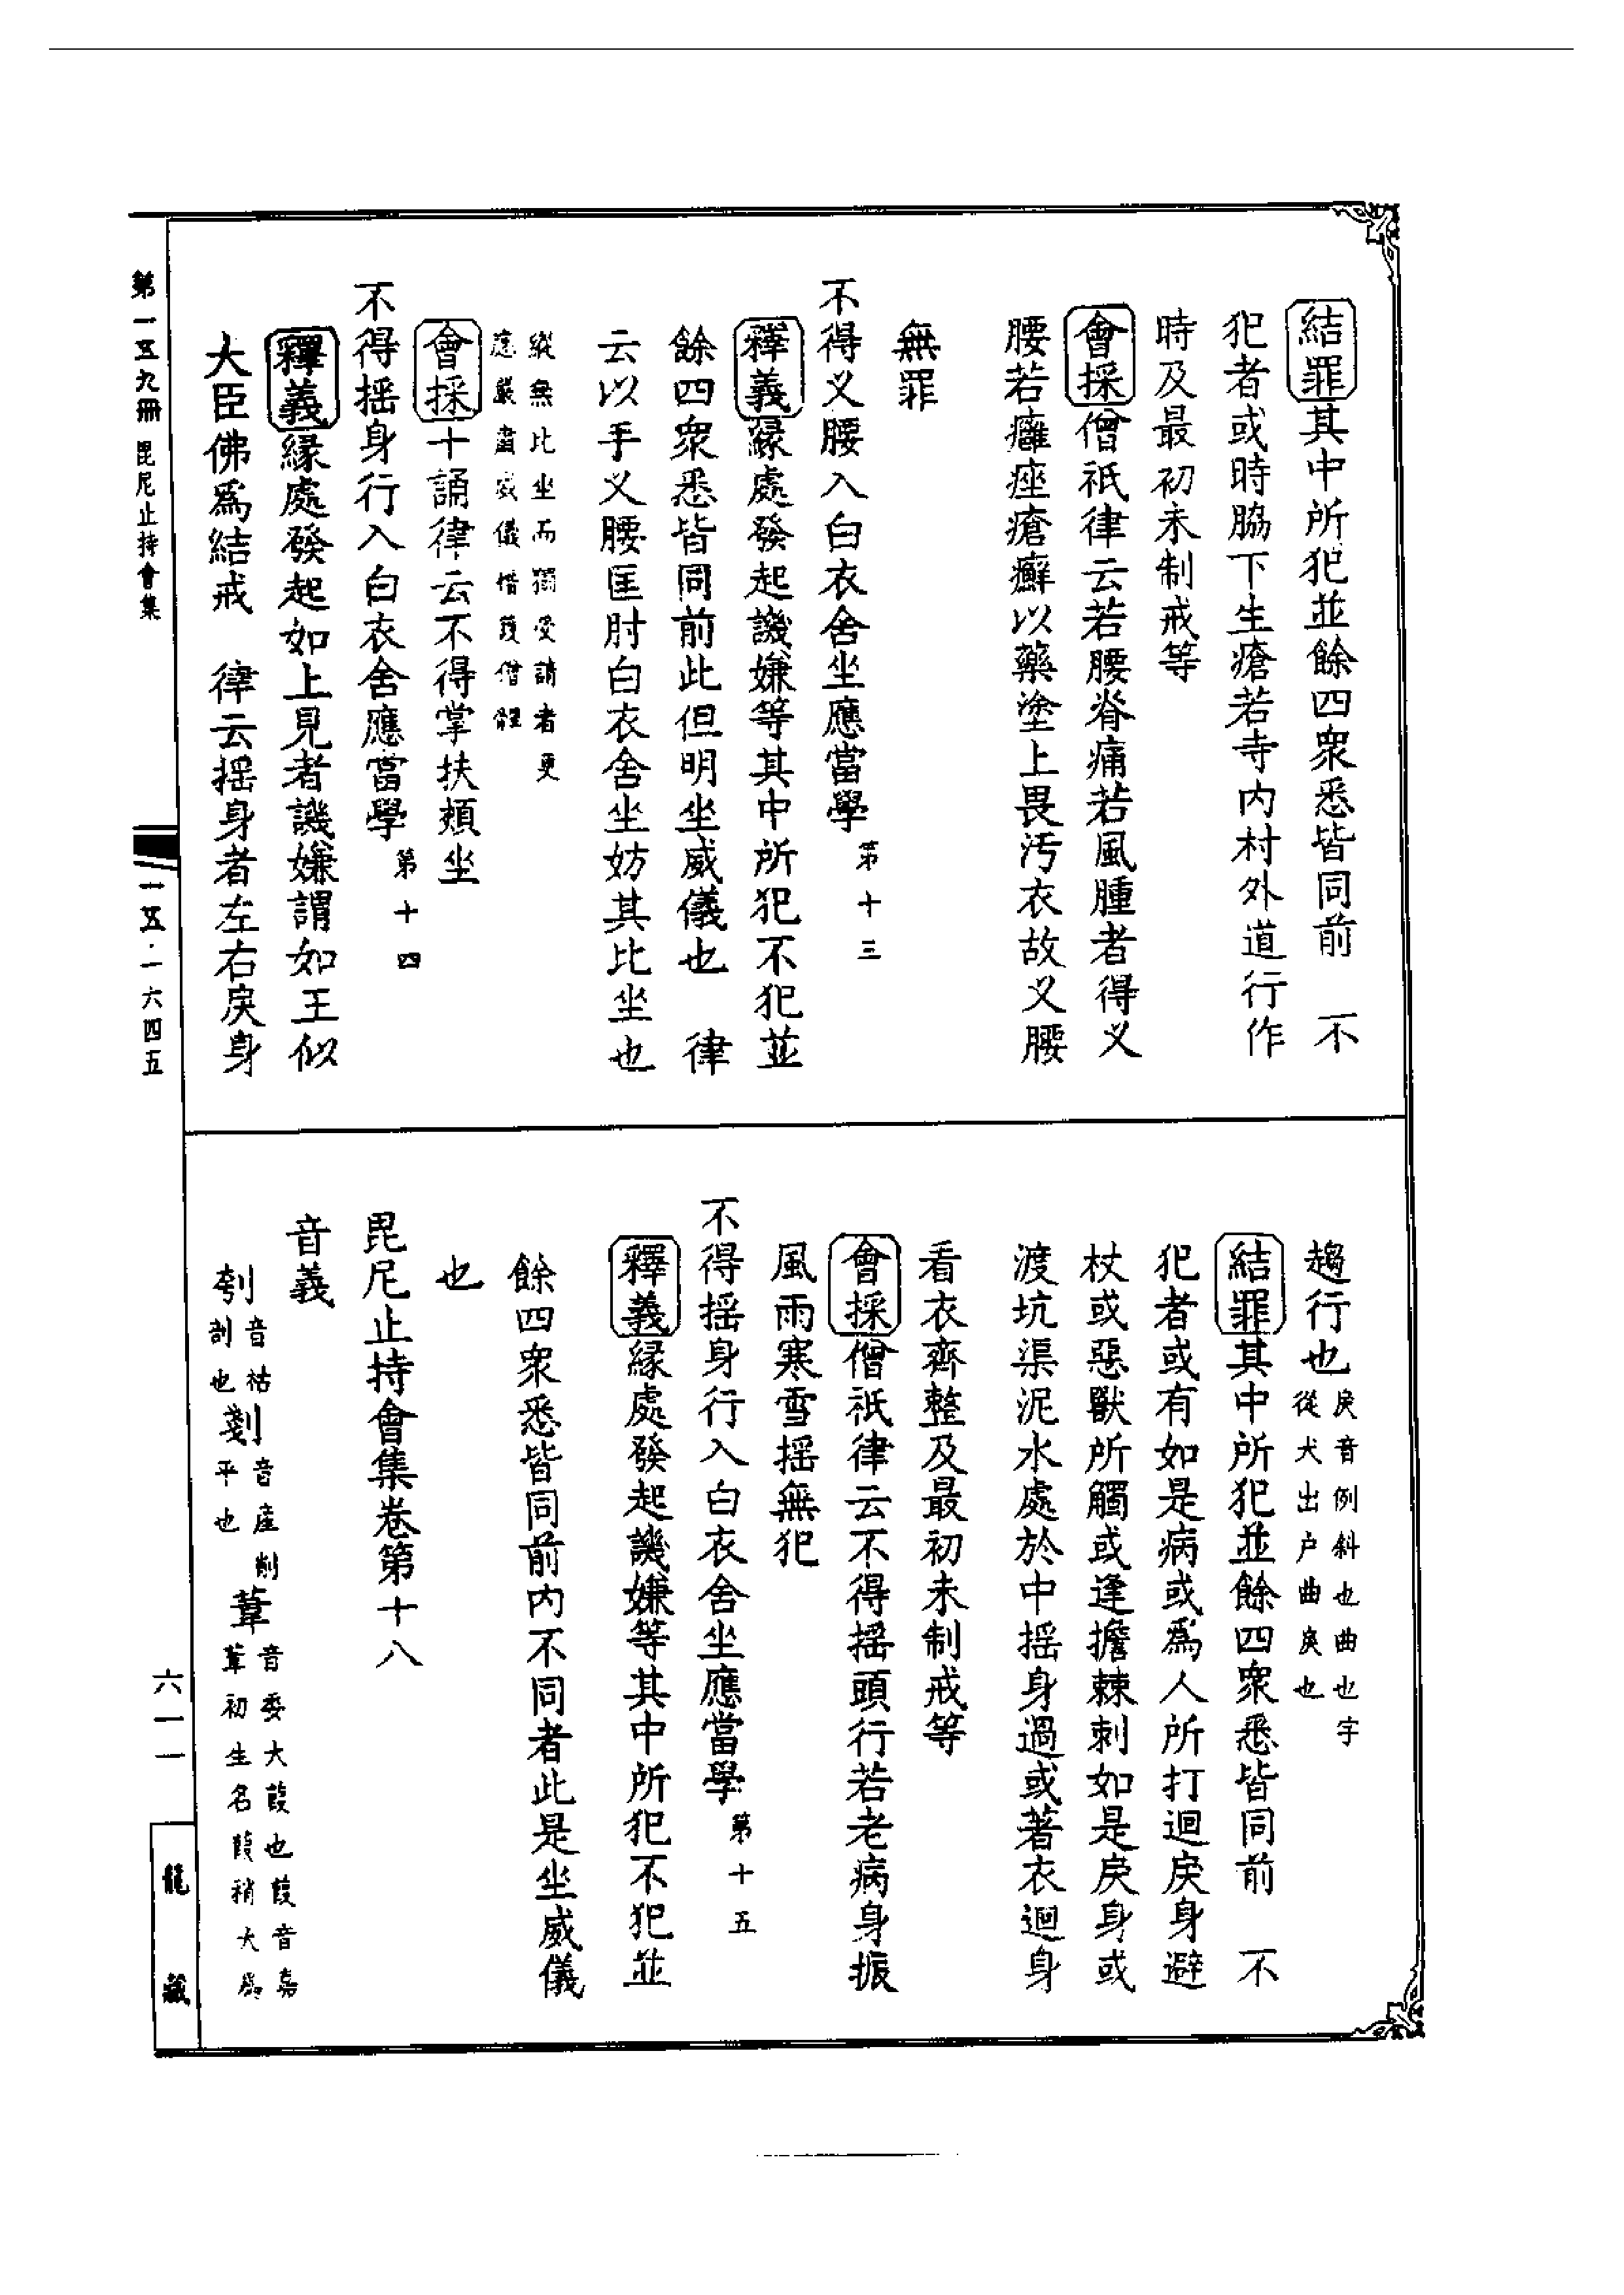 結罪其中所犯並餘四衆悉皆同前　不
犯者或時脇下生瘡若寺内村外道行作
時及最初未制戒等
會採僧祇律云若腰脊痛若風腫者得义
腰若癰痤瘡癬以藥塗上畏汚衣故义腰
無罪
不得义腰入白衣舍坐應當學第十三
釋義緣處發起譏嫌等其中所犯不犯並
餘四衆悉皆同前此但明坐威儀也　律
云以手义腰匡肘白衣舍坐妨其比坐也
縱無比坐而獨受請者更
應嚴肅威儀惜護僧體
會採十誦律云不得掌扶頰坐
不得揺身行入白衣舍應當學第十四
釋義緣處發起如上見者譏嫌謂如王似
大臣佛爲結戒　律云揺身者左右戾身
趨行也戾音例斜也曲也字
從犬出户曲戾也
結罪其中所犯並餘四衆悉皆同前　不
犯者或有如是病或爲人所打迴戾身避
杖或惡獸所觸或逢擔棘刺如是戾身或
渡坑渠泥水處於中揺身過或著衣迴身
看衣齊整及最初未制戒等
會採僧祇律云不得揺頭行若老病身振
風雨寒雪揺無犯
不得揺身行入白衣舍坐應當學第十五
釋義緣處發起譏嫌等其中所犯不犯並
餘四衆悉皆同前内不同者此是坐威儀
也
毘尼止持會集卷第十八
音義
刳音枯
剖也剗音産削
平也葦音委大葭也葭音嘉
葦初生名葭稍大爲
第一五九冊　毘尼止持會集
一五·一六四五
六一一
龍藏